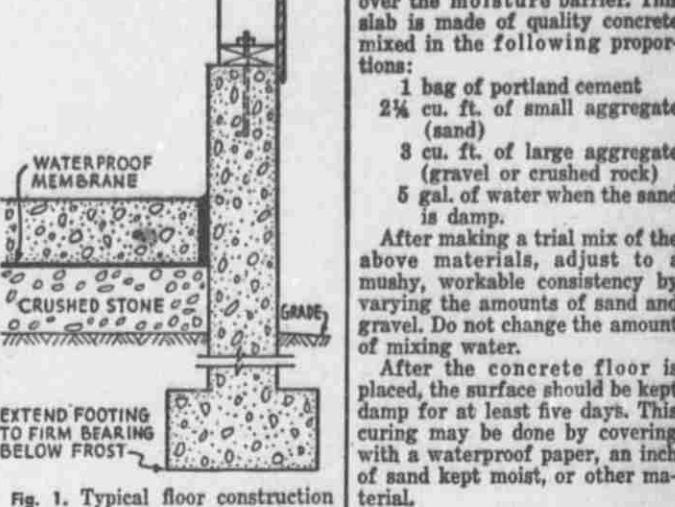 WATERPROOF
MEMBRANE
CRUSHED STONE
GRADE
EXTEND FOOTING
TO FIRM BEARING
BELOW FROST
Fig. 1. Typical floor construction
over the moisture barrier. This
slab is made of quality concrete
mixed in the following propor-
tions:
1 bag of portland cement
2¼ cu. ft. of small aggregate
(sand)
3 cu. ft. of large aggregate
(gravel or crushed rock)
5 gal. of water when the sand
is damp.
After making a trial mix of the
above materials, adjust to a
mushy, workable consistency by
varying the amounts of sand and
gravel. Do not change the amount
of mixing water.
After the concrete floor is
placed, the surface should be kept
damp for at least five days. This
curing may be done by covering
with a waterproof paper, an inch
of sand kept moist, or other ma-
terial.